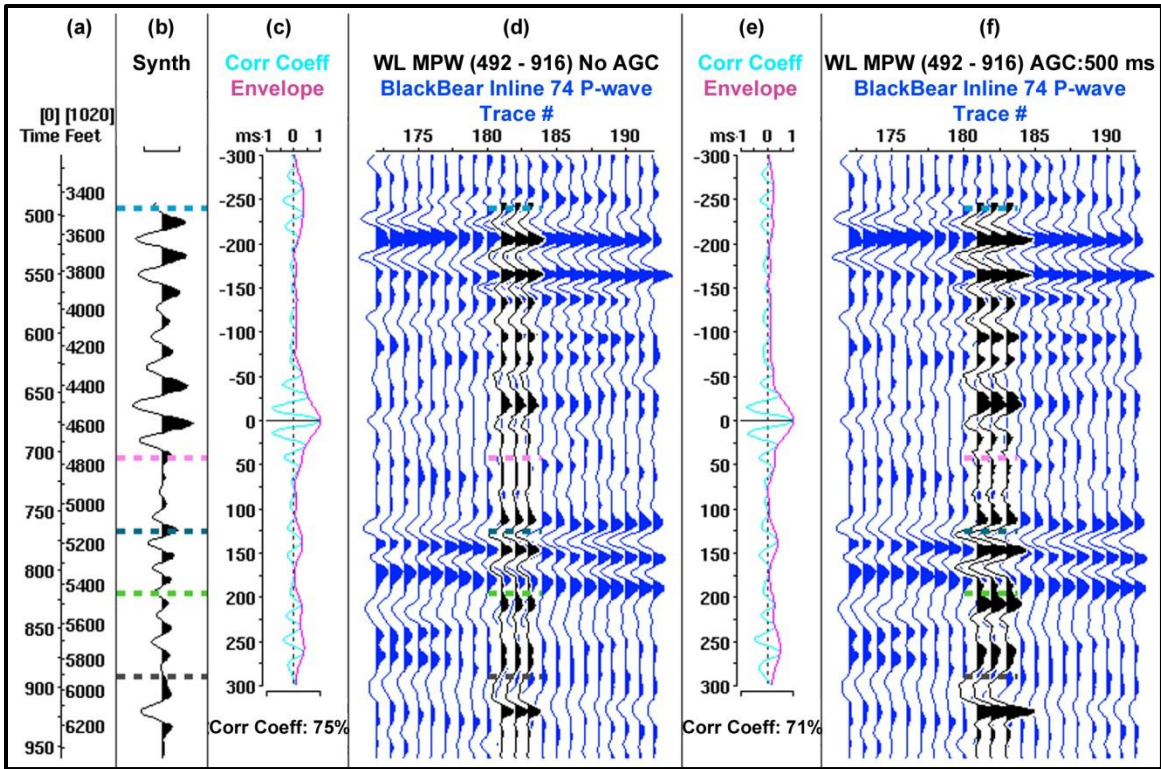 (a) (b) (c) (d) (e) (f)
Synth
Corr Coeff
Envelope
WL MPW (492 - 916) No AGC
BlackBear Inline 74 P-wave
Trace #
Corr Coeff
Envelope
WL MPW (492 - 916) AGC:500 ms
BlackBear Inline 74 P-wave
Trace #
[0] [1020]
Time Feet
ms-1 0 1
175 180 185 190
ms-1 0 1
175 180 185 190
500
550
600
650
700
750
800
850
900
950
3400
3600
3800
4000
4200
4400
4600
4800
5000
5200
5400
5600
5800
6000
6200
-300
-250
-200
-150
-100
-50
0
50
100
150
200
250
300
Corr Coeff: 75%
-300
-250
-200
-150
-100
-50
0
50
100
150
200
250
300
Corr Coeff: 71%